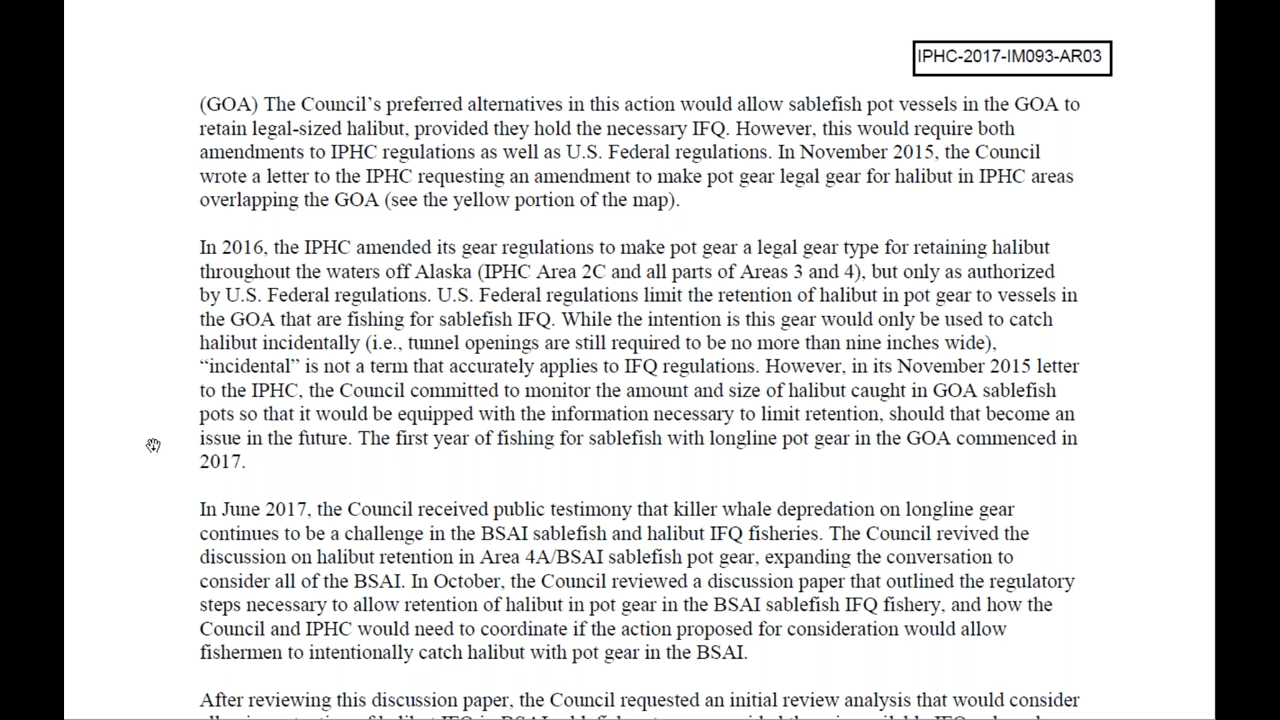 IPHC-2017-IM093-AR03
(GOA) The Council’s preferred alternatives in this action would allow sablefish pot vessels in the GOA to
retain legal-sized halibut, provided they hold the necessary IFQ. However, this would require both
amendments to IPHC regulations as well as U.S. Federal regulations. In November 2015, the Council
wrote a letter to the IPHC requesting an amendment to make pot gear legal gear for halibut in IPHC areas
overlapping the GOA (see the yellow portion of the map).
In 2016, the IPHC amended its gear regulations to make pot gear a legal gear type for retaining halibut
throughout the waters off Alaska (IPHC Area 2C and all parts of Areas 3 and 4), but only as authorized
by U.S. Federal regulations. U.S. Federal regulations limit the retention of halibut in pot gear to vessels in
the GOA that are fishing for sablefish IFQ. While the intention is this gear would only be used to catch
halibut incidentally (i.e., tunnel openings are still required to be no more than nine inches wide),
“incidental” is not a term that accurately applies to IFQ regulations. However, in its November 2015 letter
to the IPHC, the Council committed to monitor the amount and size of halibut caught in GOA sablefish
pots so that it would be equipped with the information necessary to limit retention, should that become an
issue in the future. The first year of fishing for sablefish with longline pot gear in the GOA commenced in
2017.
In June 2017, the Council received public testimony that killer whale depredation on longline gear
continues to be a challenge in the BSAI sablefish and halibut IFQ fisheries. The Council revived the
discussion on halibut retention in Area 4A/BSAI sablefish pot gear, expanding the conversation to
consider all of the BSAI. In October, the Council reviewed a discussion paper that outlined the regulatory
steps necessary to allow retention of halibut in pot gear in the BSAI sablefish IFQ fishery, and how the
Council and IPHC would need to coordinate if the action proposed for consideration would allow
fishermen to intentionally catch halibut with pot gear in the BSAI.
After reviewing this discussion paper, the Council requested an initial review analysis that would consider